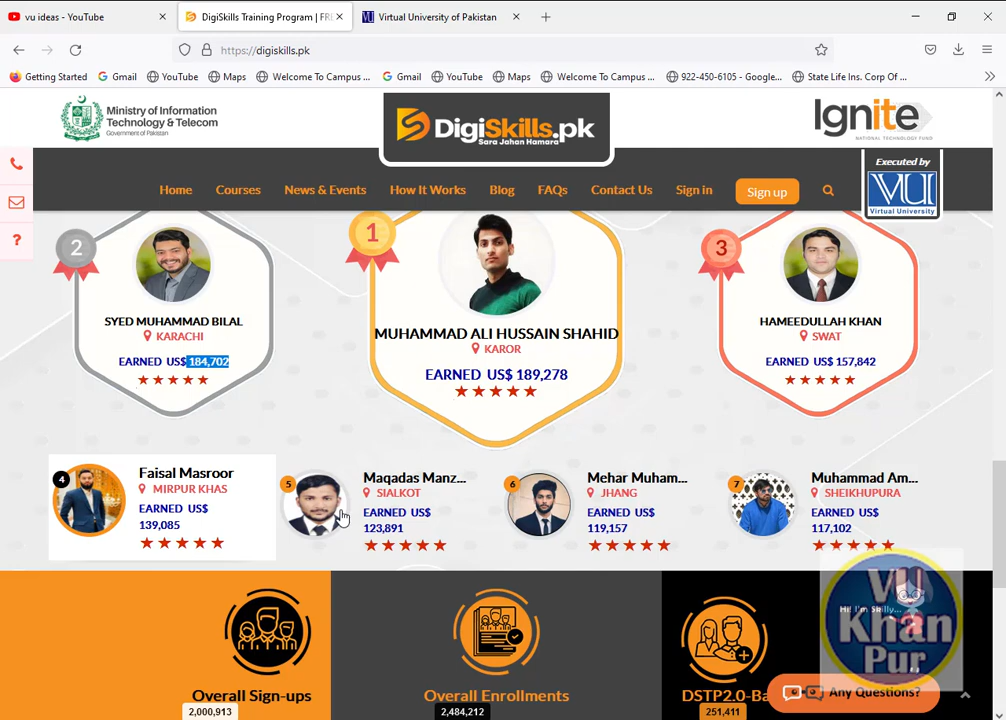 vu ideas - YouTube
DigiSkills Training Program | FRE
Virtual University of Pakistan
https://digiskills.pk
Getting Started
Gmail
YouTube
Maps
Welcome To Campus ...
Gmail
YouTube
Maps
Welcome To Campus ...
922-450-6105 - Google...
State Life Ins. Corp Of ...
Ministry of Information
Technology & Telecom
Government of Pakistan
DigiSkills.pk
Sara Jahan Hamara
Ignite
NATIONAL TECHNOLOGY FUND
Home
Courses
News & Events
How It Works
Blog
FAQs
Contact Us
Sign in
Sign up
Executed by
VU
Virtual University
?
2
SYED MUHAMMAD BILAL
KARACHI
EARNED US$ 184,702
1
MUHAMMAD ALI HUSSAIN SHAHID
KAROR
EARNED US$ 189,278
3
HAMEEDULLAH KHAN
SWAT
EARNED US$ 157,842
4
Faisal Masroor
MIRPUR KHAS
EARNED US$
139,085
5
Maqadas Manz...
SIALKOT
EARNED US$
123,891
6
Mehar Muham...
JHANG
EARNED US$
119,157
7
Muhammad Am...
SHEIKHUPURA
EARNED US$
117,102
Overall Sign-ups
2,000,913
Overall Enrollments
2,484,212
DSTP2.0-Ba
251,411
VU
Hi! I'm Skilly...
Khan
Pur
Any Questions?